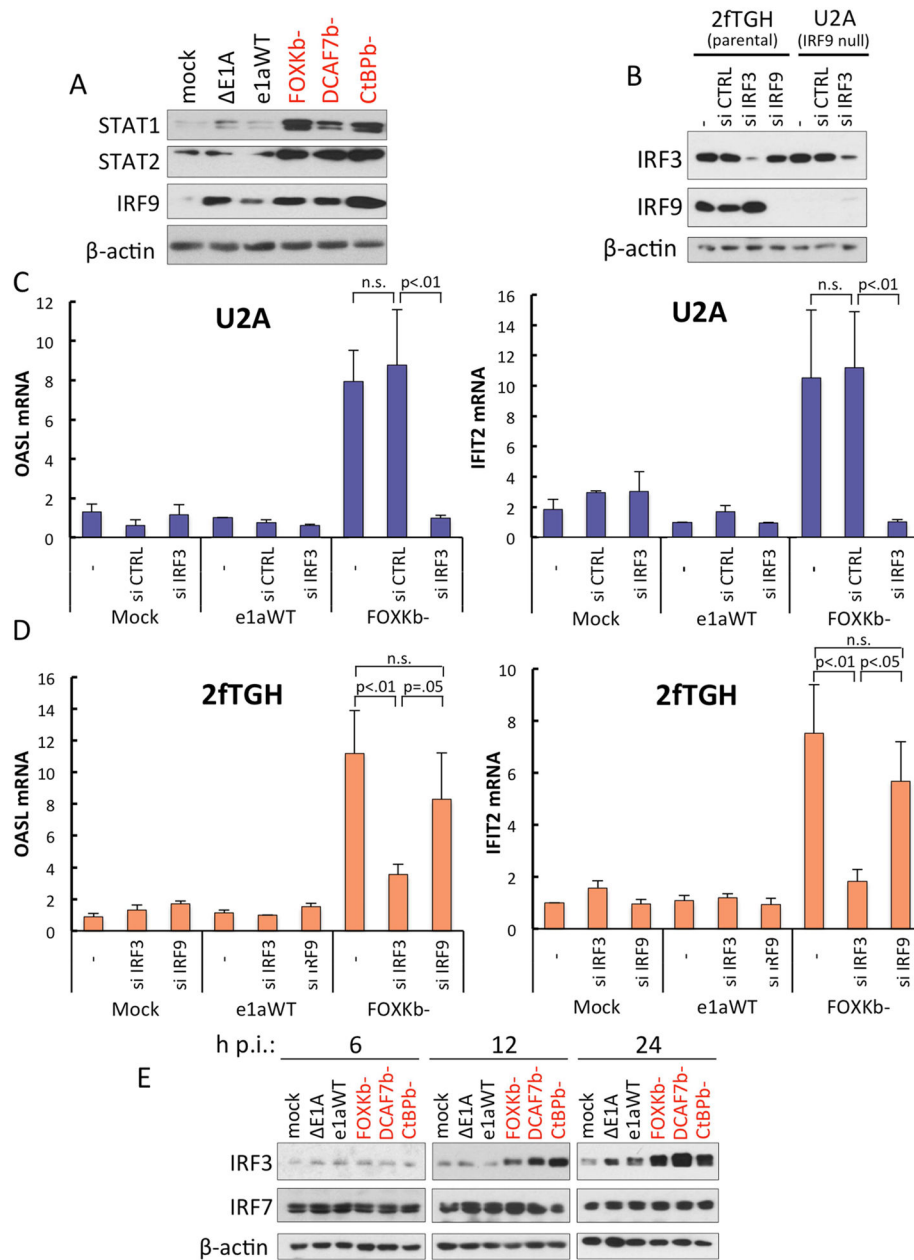 A
mock
ΔE1A
e1aWT
FOXKb-
DCAF7b-
CtBPb-
STAT1
STAT2
IRF9
β-actin
B
2fTGH
(parental)
U2A
(IRF9 null)
-
si CTRL
si IRF3
si IRF9
-
si CTRL
si IRF3
IRF3
IRF9
β-actin
C
U2A
OASL mRNA
12
10
8
6
4
2
0
n.s.
p<.01
-
si CTRL
si IRF3
-
si CTRL
si IRF3
-
si CTRL
si IRF3
Mock
e1aWT
FOXKb-
U2A
IFIT2 mRNA
16
14
12
10
8
6
4
2
0
n.s.
p<.01
-
si CTRL
si IRF3
-
si CTRL
si IRF3
-
si CTRL
si IRF3
Mock
e1aWT
FOXKb-
D
2fTGH
OASL mRNA
16
14
12
10
8
6
4
2
0
n.s.
p<.01
p=.05
-
si IRF3
si IRF9
-
si IRF3
si IRF9
-
si IRF3
si IRF9
Mock
e1aWT
FOXKb-
2fTGH
IFIT2 mRNA
10
8
6
4
2
0
n.s.
p<.01
p<.05
-
si IRF3
si IRF9
-
si IRF3
si IRF9
-
si IRF3
si IRF9
Mock
e1aWT
FOXKb-
E
h p.i.:
6
12
24
mock
ΔE1A
e1aWT
FOXKb-
DCAF7b-
CtBPb-
mock
ΔE1A
e1aWT
FOXKb-
DCAF7b-
CtBPb-
mock
ΔE1A
e1aWT
FOXKb-
DCAF7b-
CtBPb-
IRF3
IRF7
β-actin